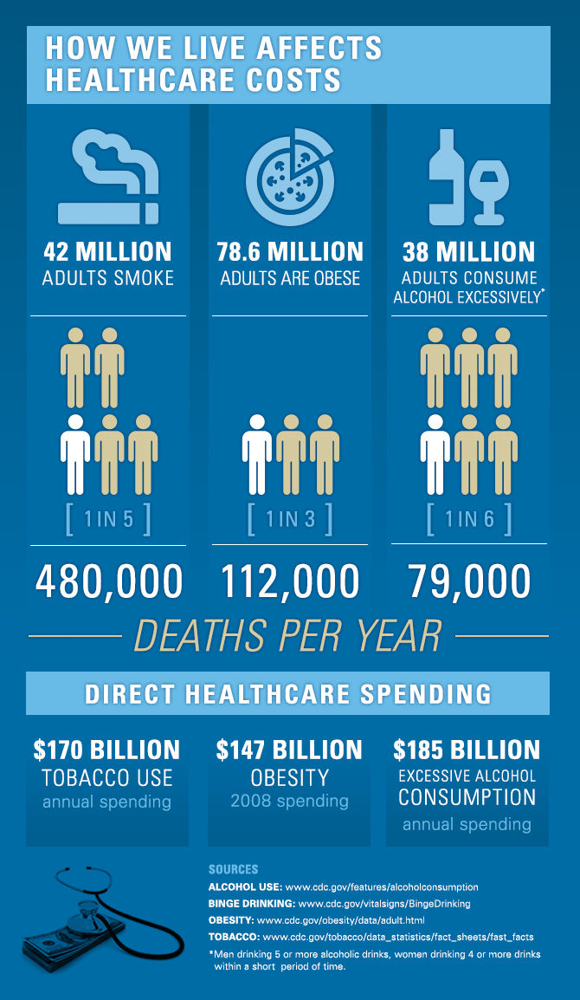 HOW WE LIVE AFFECTS
HEALTHCARE COSTS
42 MILLION
ADULTS SMOKE
[ 1 IN 5 ]
480,000
78.6 MILLION
ADULTS ARE OBESE
[ 1 IN 3 ]
112,000
38 MILLION
ADULTS CONSUME
ALCOHOL EXCESSIVELY*
[ 1 IN 6 ]
79,000
DEATHS PER YEAR
DIRECT HEALTHCARE SPENDING
$170 BILLION
TOBACCO USE
annual spending
$147 BILLION
OBESITY
2008 spending
$185 BILLION
EXCESSIVE ALCOHOL
CONSUMPTION
annual spending
SOURCES
ALCOHOL USE: www.cdc.gov/features/alcoholconsumption
BINGE DRINKING: www.cdc.gov/vitalsigns/BingeDrinking
OBESITY: www.cdc.gov/obesity/data/adult.html
TOBACCO: www.cdc.gov/tobacco/data_statistics/fact_sheets/fast_facts
*Men drinking 5 or more alcoholic drinks, women drinking 4 or more drinks
within a short period of time.